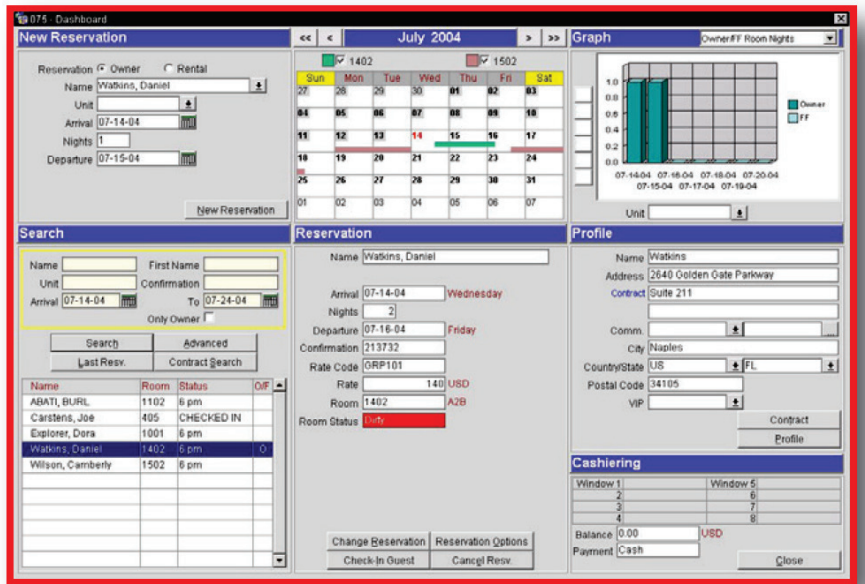 075 - Dashboard
New Reservation
Reservation Owner Rental
Name Watkins, Daniel
Unit
Arrival 07-14-04
Nights 1
Departure 07-15-04
New Reservation
<< < July 2004 > >>
1402 1502
Sun Mon Tue Wed Thu Fri Sat
27 28 29 30 01 02 03
04 05 06 07 08 09 10
11 12 13 14 15 16 17
18 19 20 21 22 23 24
25 26 27 28 29 30 31
01 02 03 04 05 06 07
Graph Owner/FF Room Nights
1.0
0.8
0.6
0.4
0.2
0.0
Owner
FF
07-14-04 07-16-04 07-18-04 07-20-04
07-15-04 07-17-04 07-19-04
Unit
Search
Name First Name
Unit Confirmation
Arrival 07-14-04 To 07-24-04
Only Owner
Search Advanced
Last Resv. Contract Search
Name Room Status O/F
ABATI, BURL 1102 6 pm
Carstens, Joe 405 CHECKED IN
Explorer, Dora 1001 6 pm
Watkins, Daniel 1402 6 pm O
Wilson, Camberly 1502 6 pm
Reservation
Name Watkins, Daniel
Arrival 07-14-04 Wednesday
Nights 2
Departure 07-16-04 Friday
Confirmation 213732
Rate Code GRP101
Rate 140 USD
Room 1402 A2B
Room Status Dirty
Change Reservation Reservation Options
Check-In Guest Cancel Resv.
Profile
Name Watkins
Address 2640 Golden Gate Parkway
Contract Suite 211
Comm. ...
City Naples
Country/State US FL
Postal Code 34105
VIP
Contract
Profile
Cashiering
Window 1 Window 5
2 6
3 7
4 8
Balance 0.00 USD
Payment Cash
Close